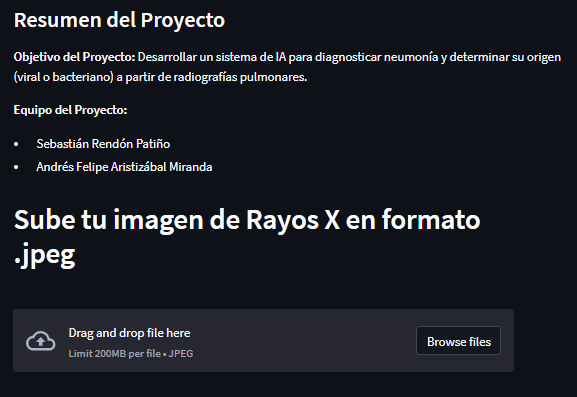 Resumen del Proyecto
Objetivo del Proyecto: Desarrollar un sistema de IA para diagnosticar neumonía y determinar su origen
(viral o bacteriano) a partir de radiografías pulmonares.
Equipo del Proyecto:
• Sebastián Rendón Patiño
• Andrés Felipe Aristizábal Miranda
Sube tu imagen de Rayos X en formato
.jpeg
Drag and drop file here
Limit 200MB per file • JPEG
Browse files